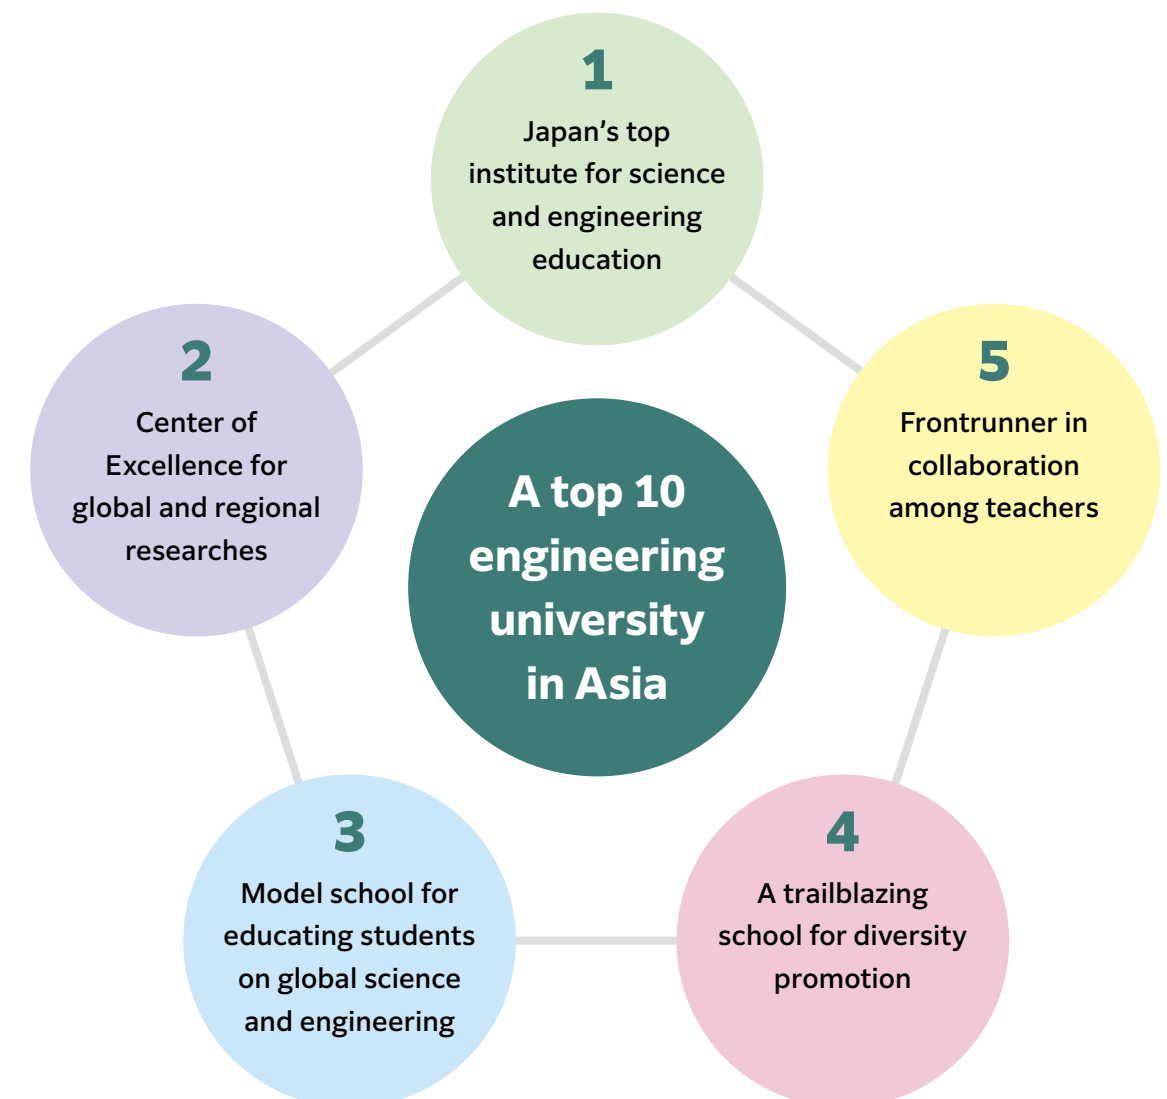 1
Japan’s top
institute for science
and engineering
education
2
Center of
Excellence for
global and regional
researches
5
Frontrunner in
collaboration
among teachers
A top 10
engineering
university
in Asia
3
Model school for
educating students
on global science
and engineering
4
A trailblazing
school for diversity
promotion